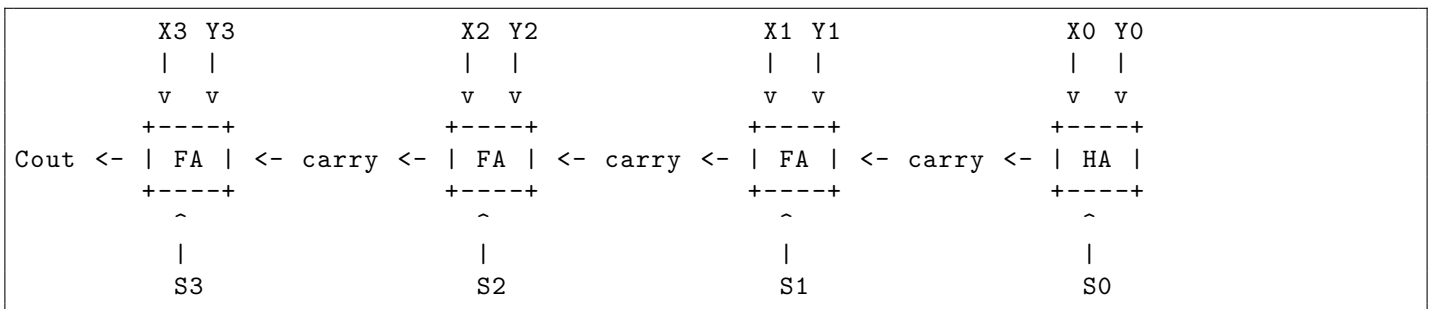 X3 Y3               X2 Y2               X1 Y1               X0 Y0
          |  |                |  |                |  |                |  |
          v  v                v  v                v  v                v  v
         +----+              +----+              +----+              +----+
Cout <- | FA | <- carry <- | FA | <- carry <- | FA | <- carry <- | HA |
         +----+              +----+              +----+              +----+
           ^                   ^                   ^                   ^
           |                   |                   |                   |
           S3                  S2                  S1                  S0